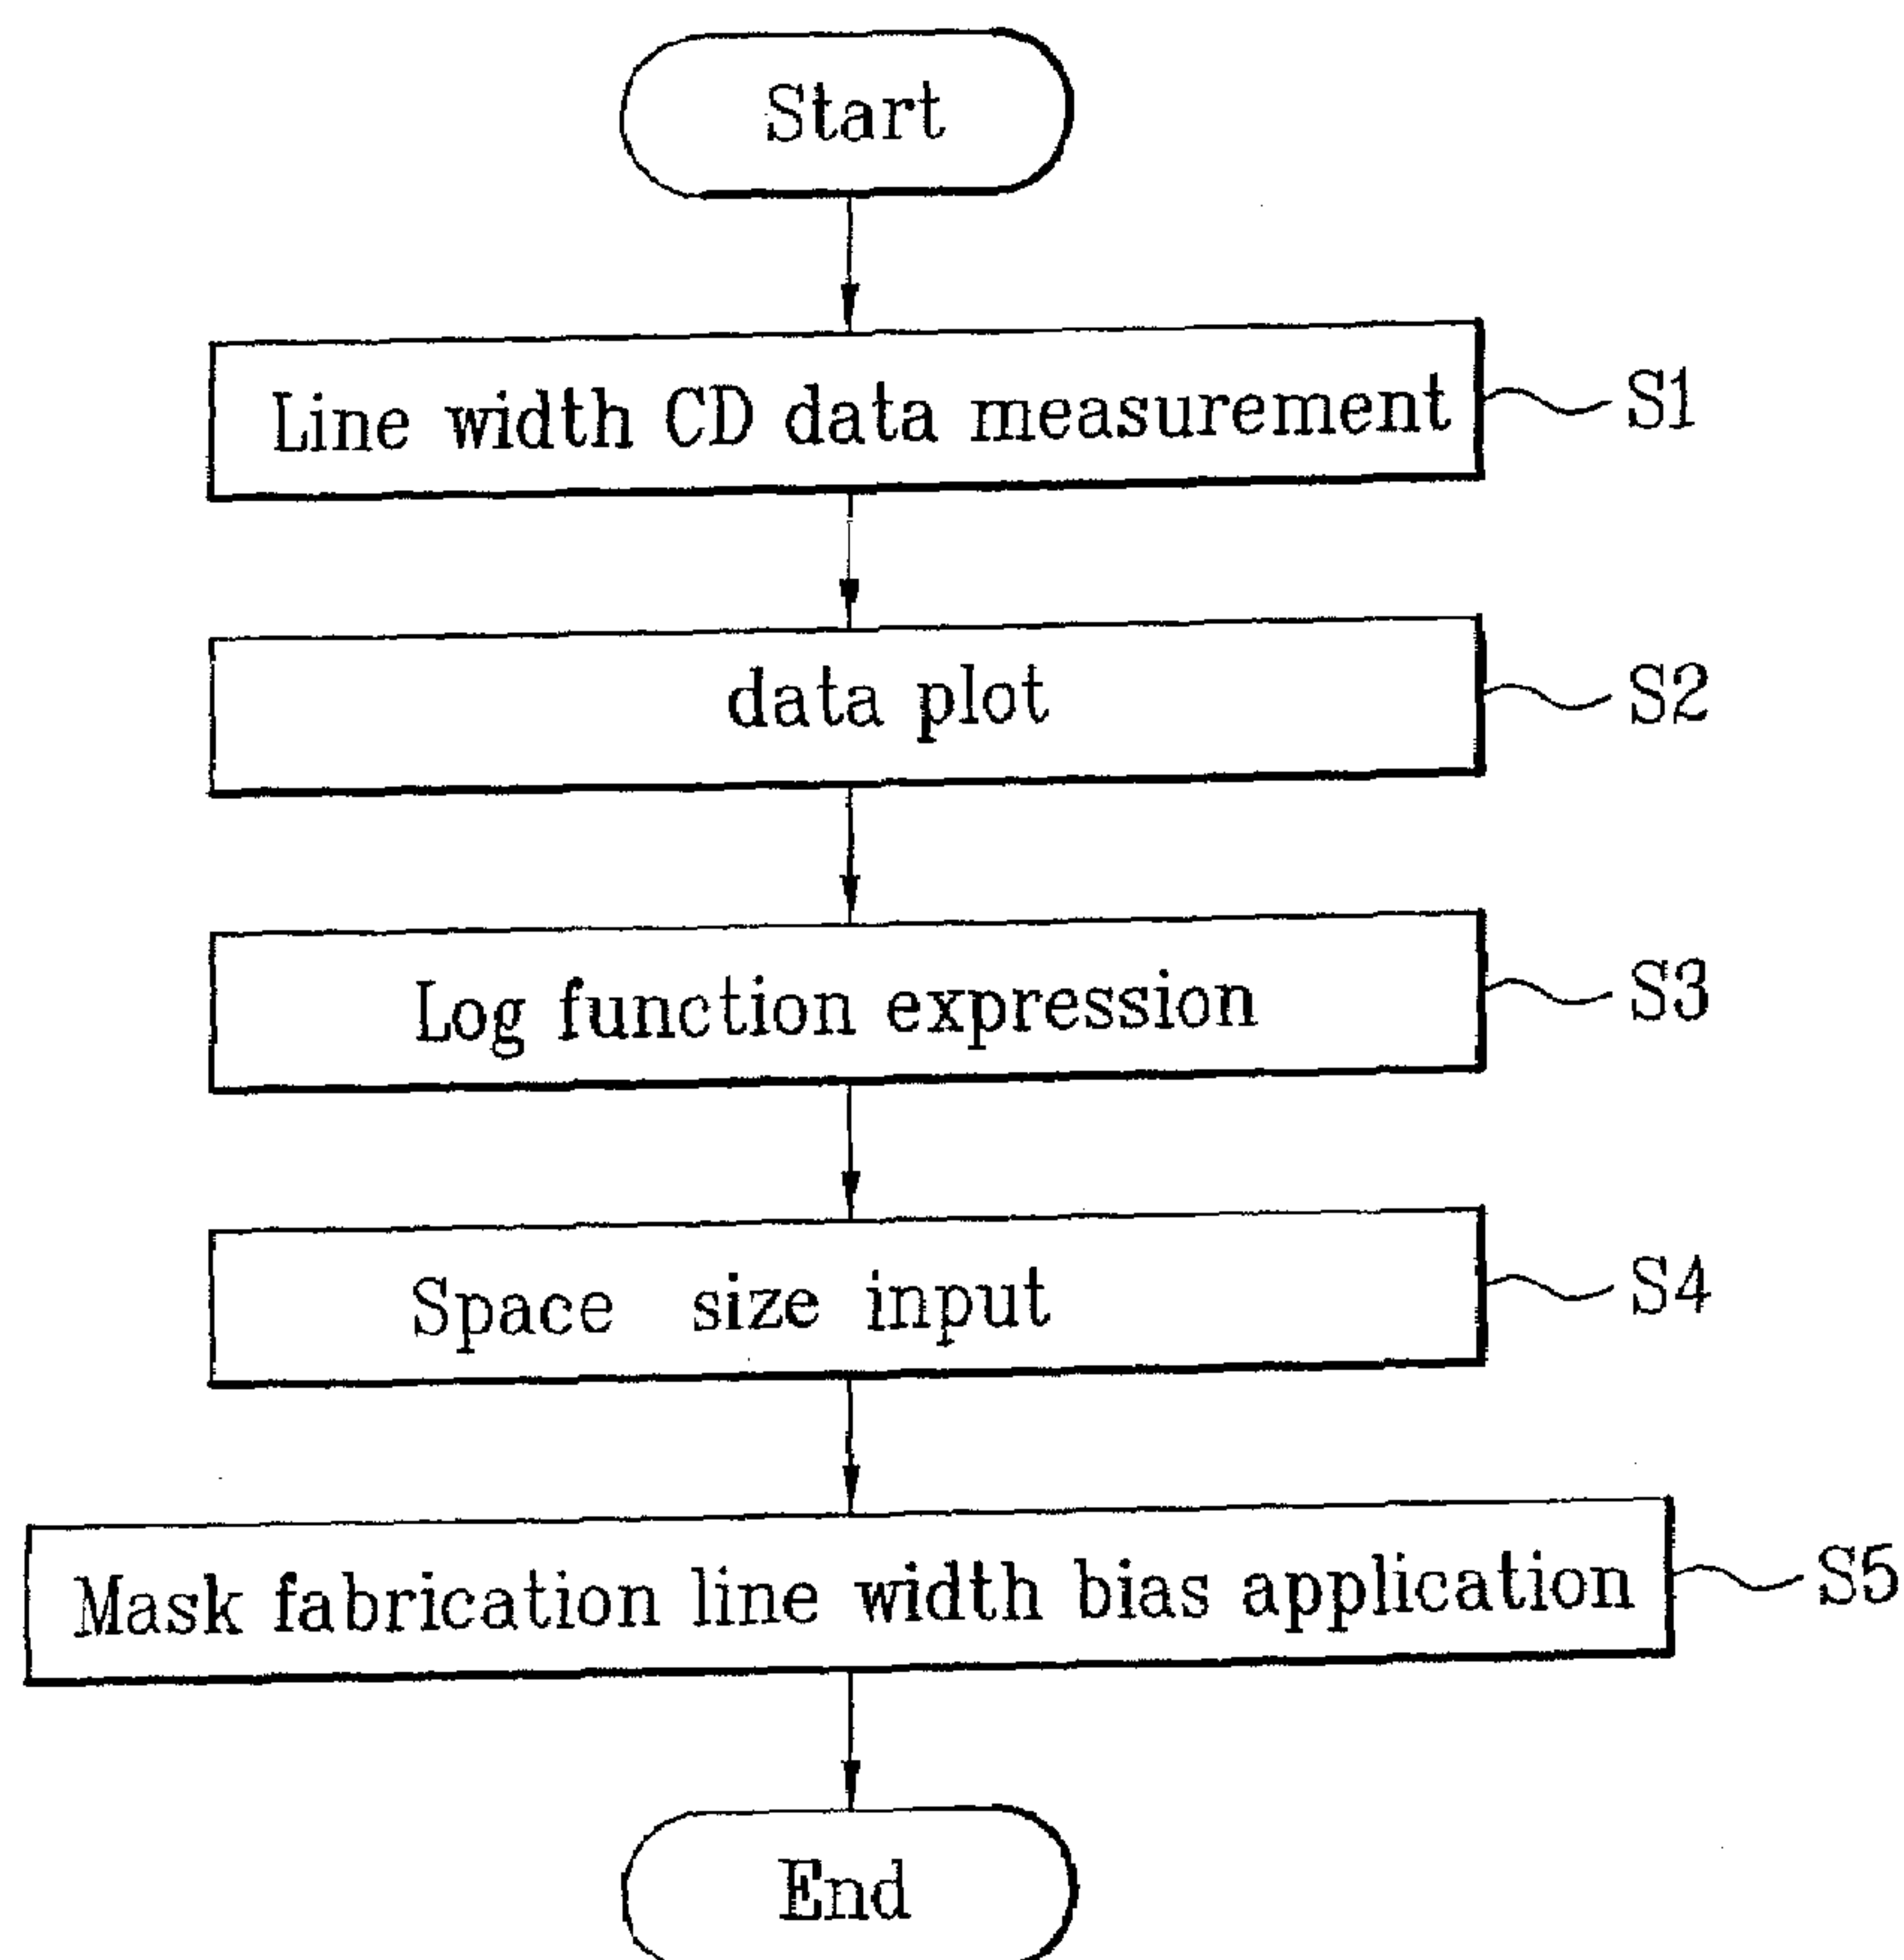 Start
Line width CD data measurement S1
data plot S2
Log function expression S3
Space size input S4
Mask fabrication line width bias application S5
End